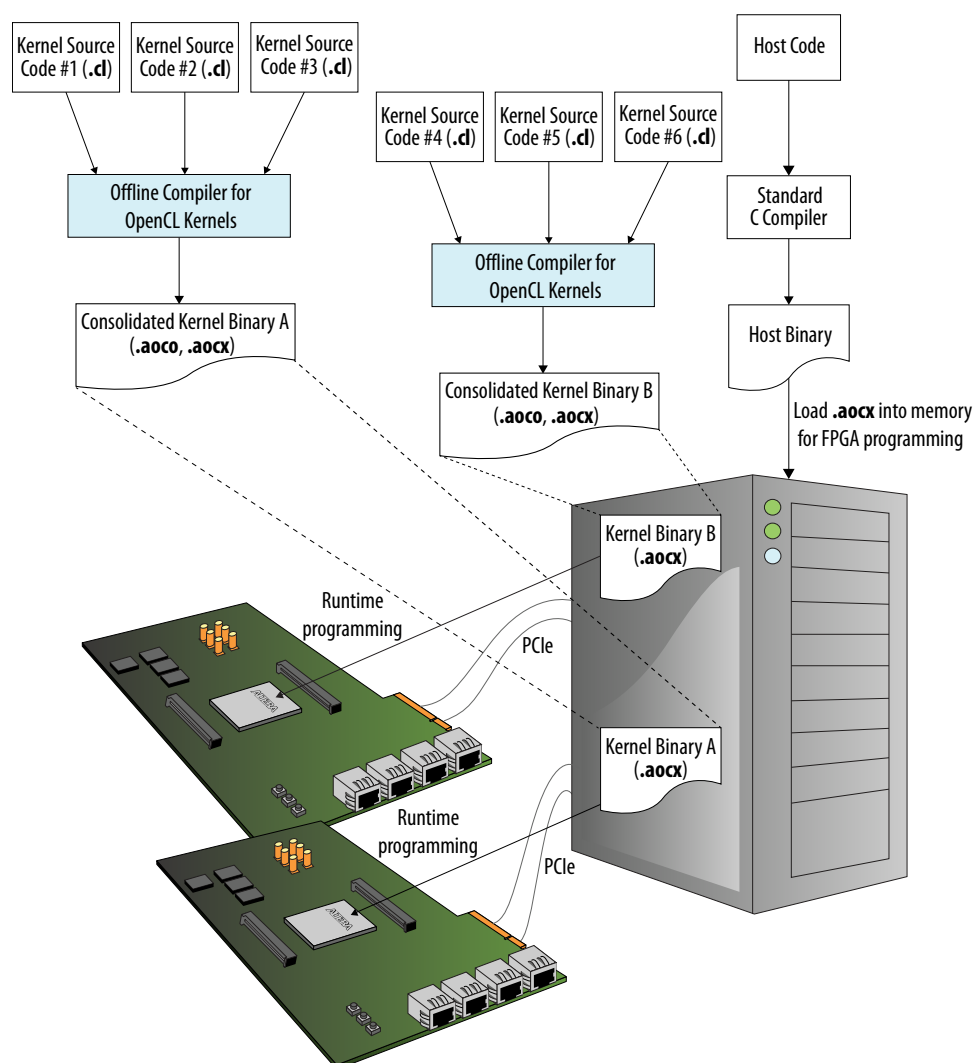 Kernel Source
Code #1 (.cl)
Kernel Source
Code #2 (.cl)
Kernel Source
Code #3 (.cl)
Host Code
Kernel Source
Code #4 (.cl)
Kernel Source
Code #5 (.cl)
Kernel Source
Code #6 (.cl)
Offline Compiler for
OpenCL Kernels
Standard
C Compiler
Offline Compiler for
OpenCL Kernels
Consolidated Kernel Binary A
(.aoco, .aocx)
Host Binary
Consolidated Kernel Binary B
(.aoco, .aocx)
Load .aocx into memory
for FPGA programming
Kernel Binary B
(.aocx)
Runtime
programming
PCIe
ALTERA
Kernel Binary A
(.aocx)
Runtime
programming
PCIe
ALTERA